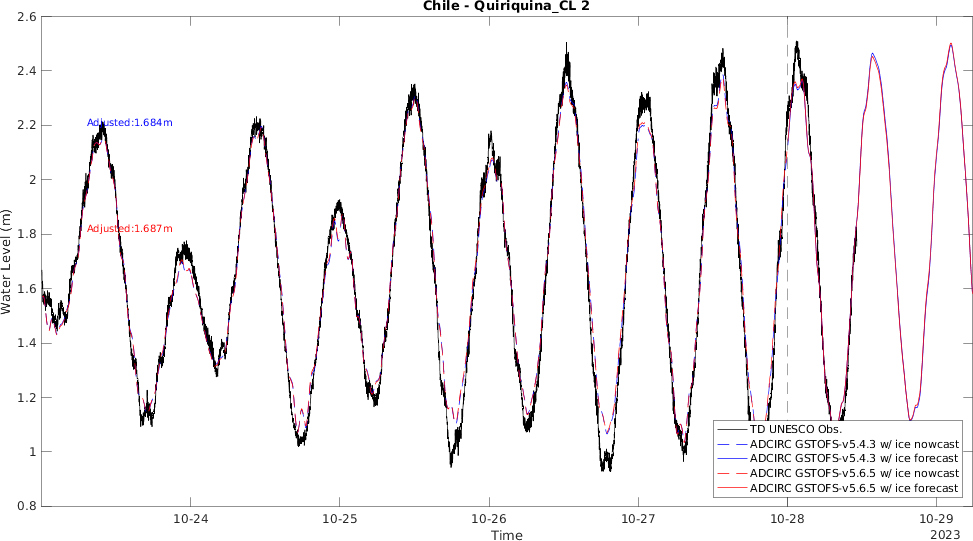 Chile - Quiriquina_CL 2
2.6
2.4
2.2
2
1.8
1.6
1.4
1.2
1
0.8
Water Level (m)
Adjusted:1.684m
Adjusted:1.687m
TD UNESCO Obs.
ADCIRC GSTOFS-v5.4.3 w/ ice nowcast
ADCIRC GSTOFS-v5.4.3 w/ ice forecast
ADCIRC GSTOFS-v5.6.5 w/ ice nowcast
ADCIRC GSTOFS-v5.6.5 w/ ice forecast
10-24 10-25 10-26 10-27 10-28 10-29
2023
Time